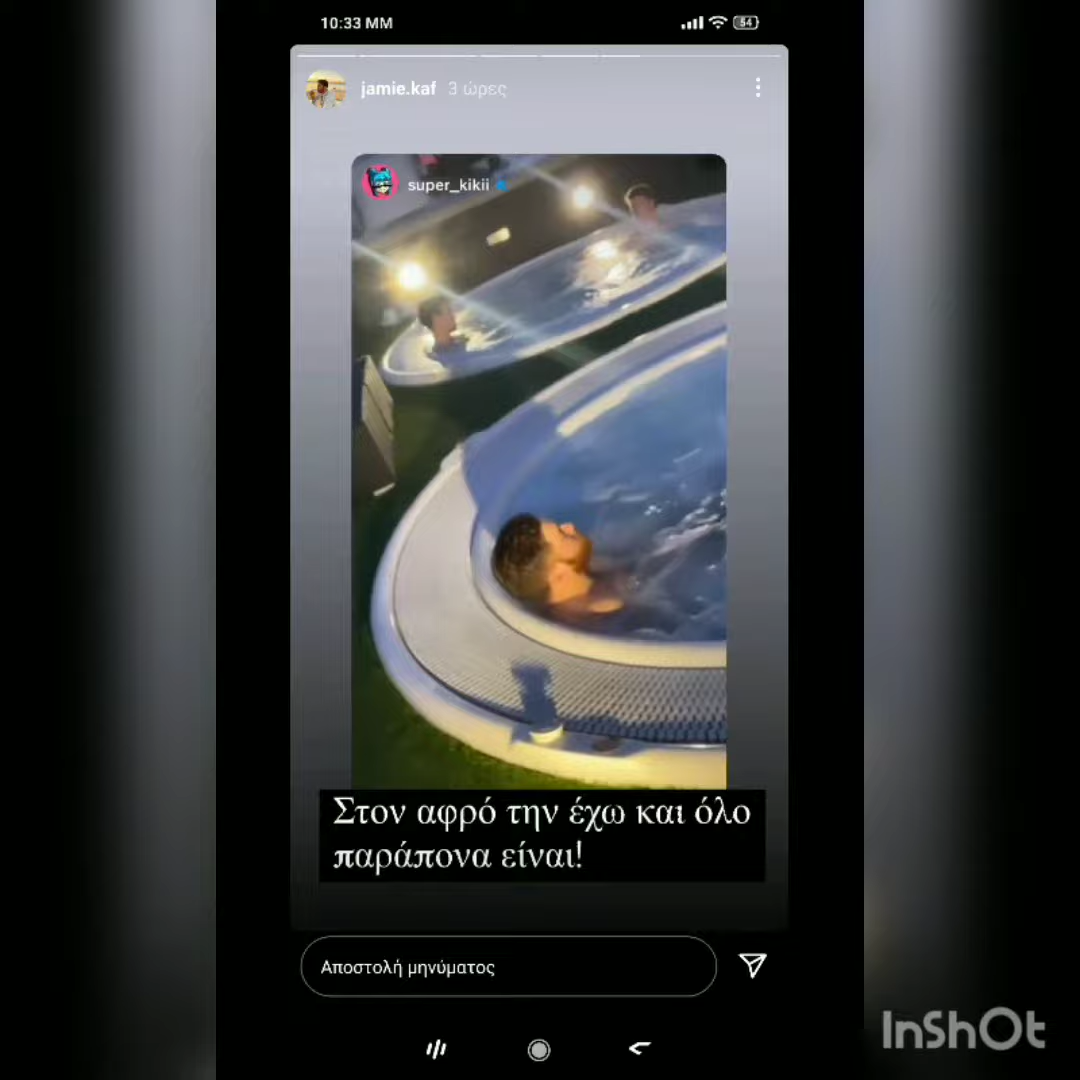 10:33 MM
54
jamie.kaf 3 ώρες
super_kikii
Στον αφρό την έχω και όλο
παράπονα είναι!
Αποστολή μηνύματος
InShOt